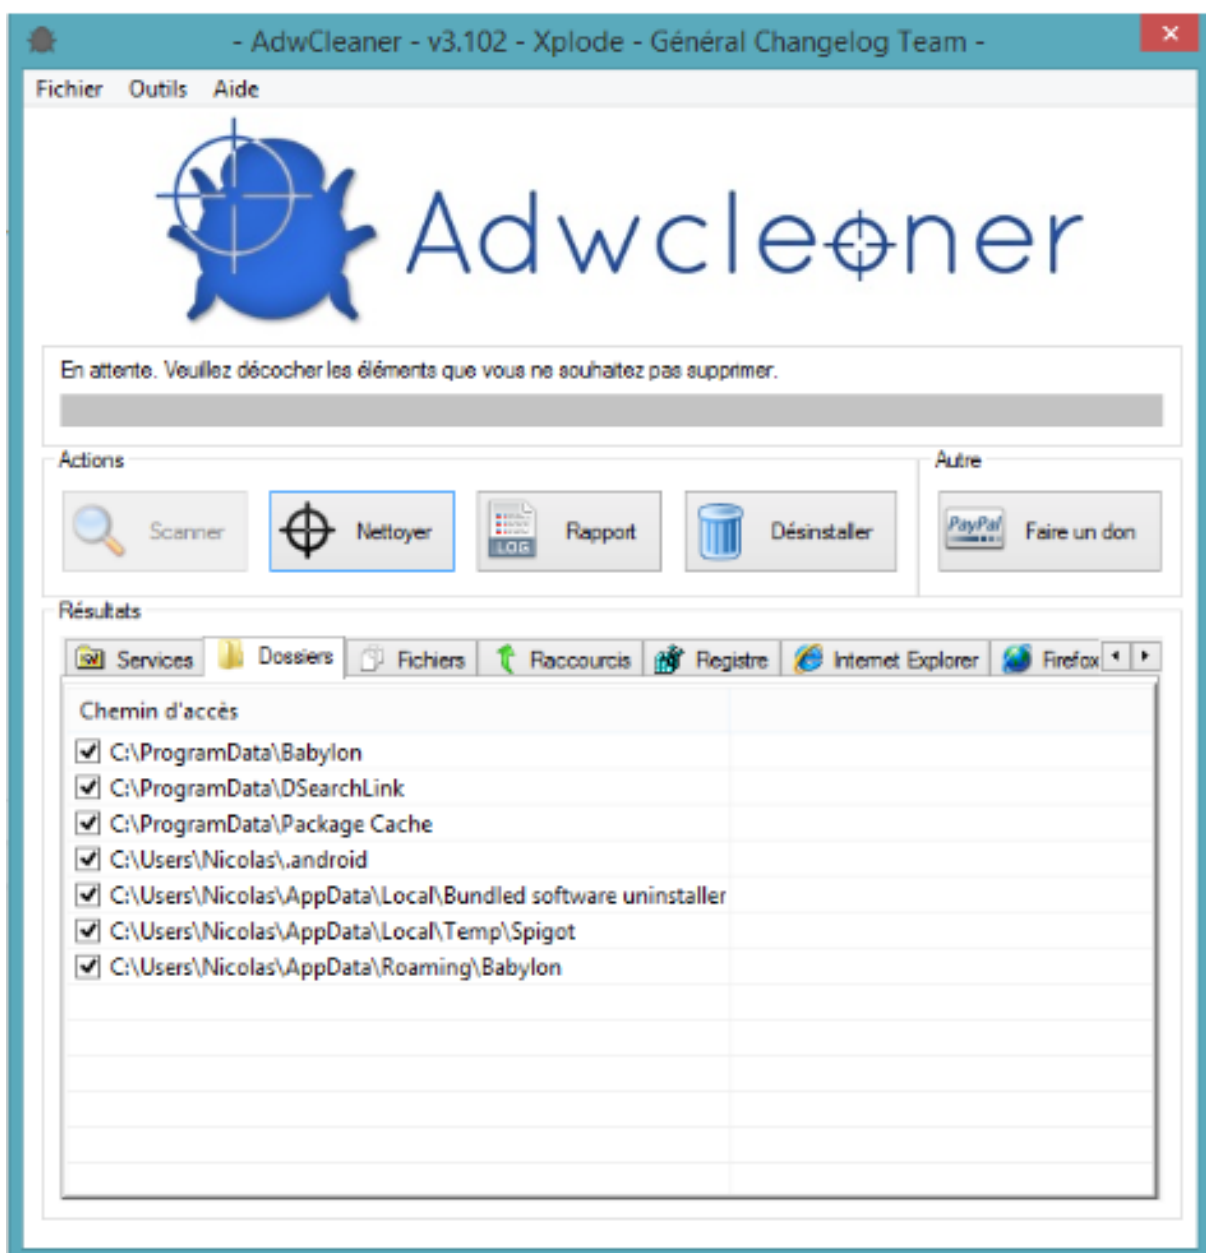 - AdwCleaner - v3.102 - Xplode - Général Changelog Team -
Fichier Outils Aide
Adwcleaner
En attente. Veuillez décocher les éléments que vous ne souhaitez pas supprimer.
Actions
Autre
Scanner
Nettoyer
LOG
Rapport
Désinstaller
PayPal
Faire un don
Résultats
Services Dossiers Fichiers Raccourcis Registre Internet Explorer Firefox
Chemin d'accès
C:\ProgramData\Babylon
C:\ProgramData\DSearchLink
C:\ProgramData\Package Cache
C:\Users\Nicolas\.android
C:\Users\Nicolas\AppData\Local\Bundled software uninstaller
C:\Users\Nicolas\AppData\Local\Temp\Spigot
C:\Users\Nicolas\AppData\Roaming\Babylon